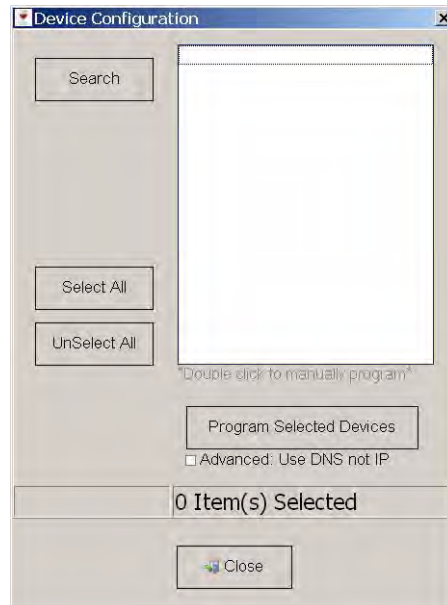 Device Configuration
Search
Select All
UnSelect All
*Double click to manually program*
Program Selected Devices
Advanced: Use DNS not IP
0 Item(s) Selected
Close